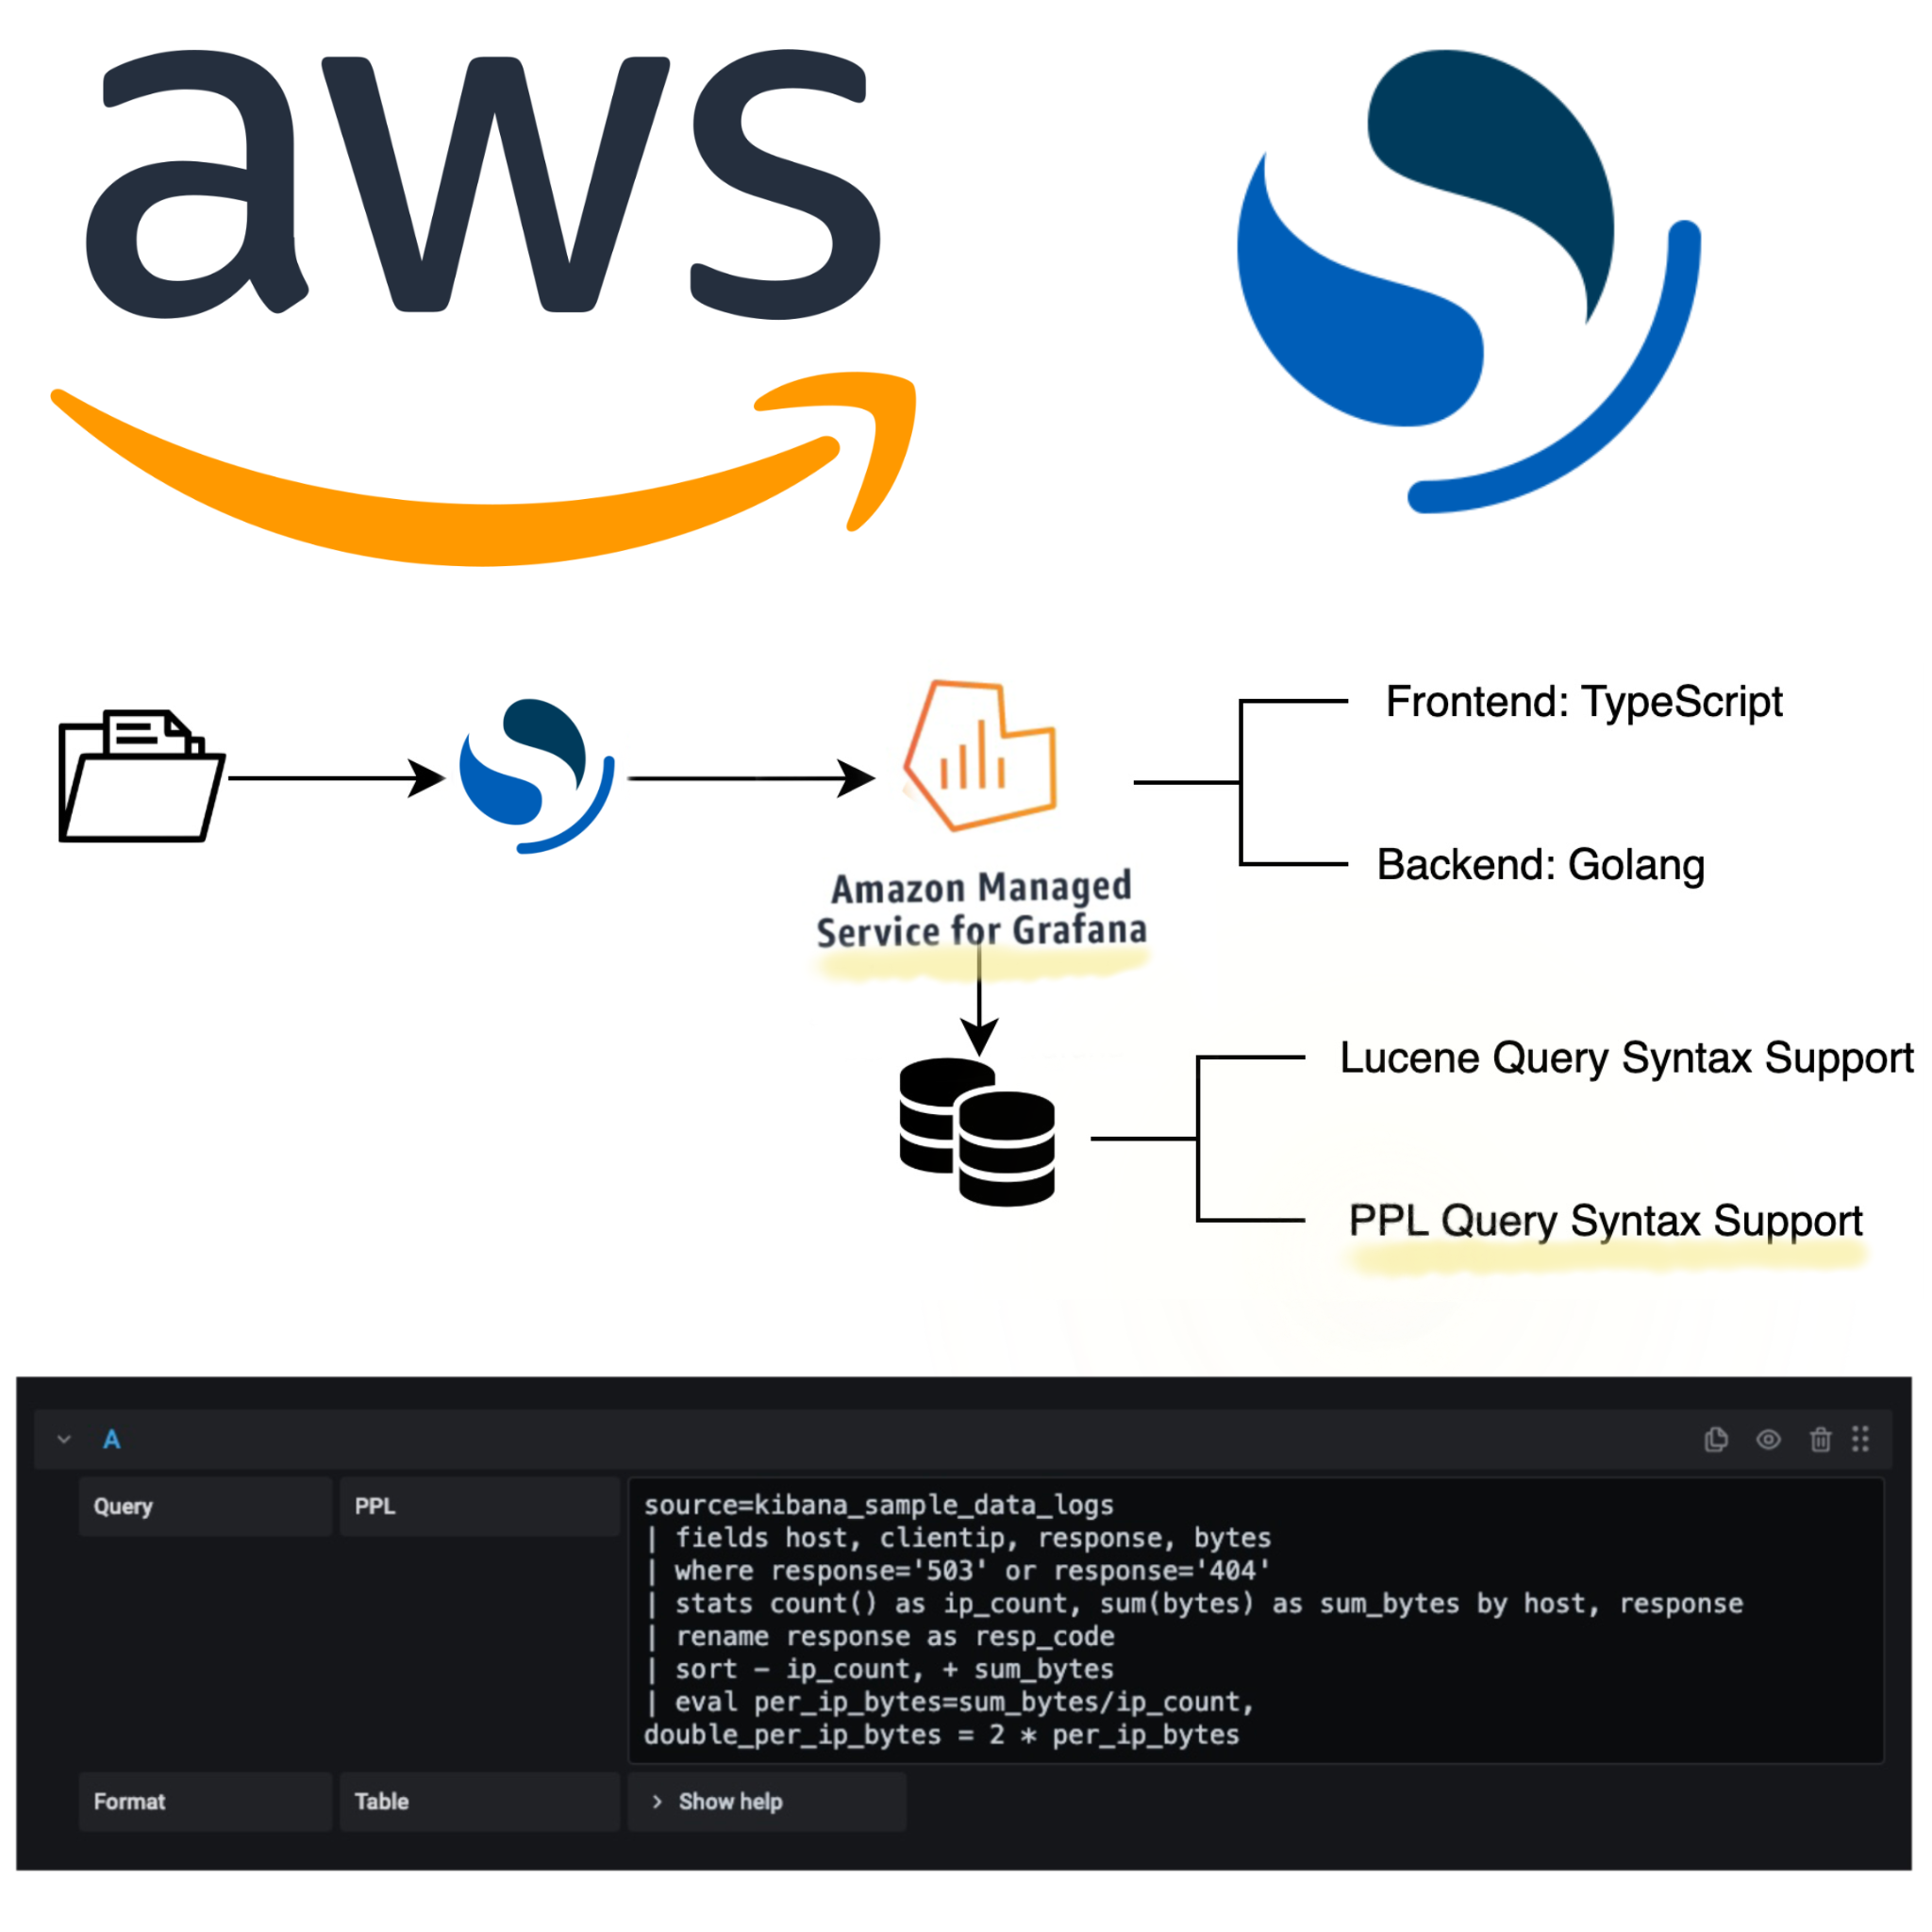 aws
Frontend: TypeScript
Backend: Golang
Amazon Managed
Service for Grafana
Lucene Query Syntax Support
PPL Query Syntax Support
A
Query
PPL
source=kibana_sample_data_logs
| fields host, clientip, response, bytes
| where response='503' or response='404'
| stats count() as ip_count, sum(bytes) as sum_bytes by host, response
| rename response as resp_code
| sort - ip_count, + sum_bytes
| eval per_ip_bytes=sum_bytes/ip_count,
double_per_ip_bytes = 2 * per_ip_bytes
Format
Table
> Show help